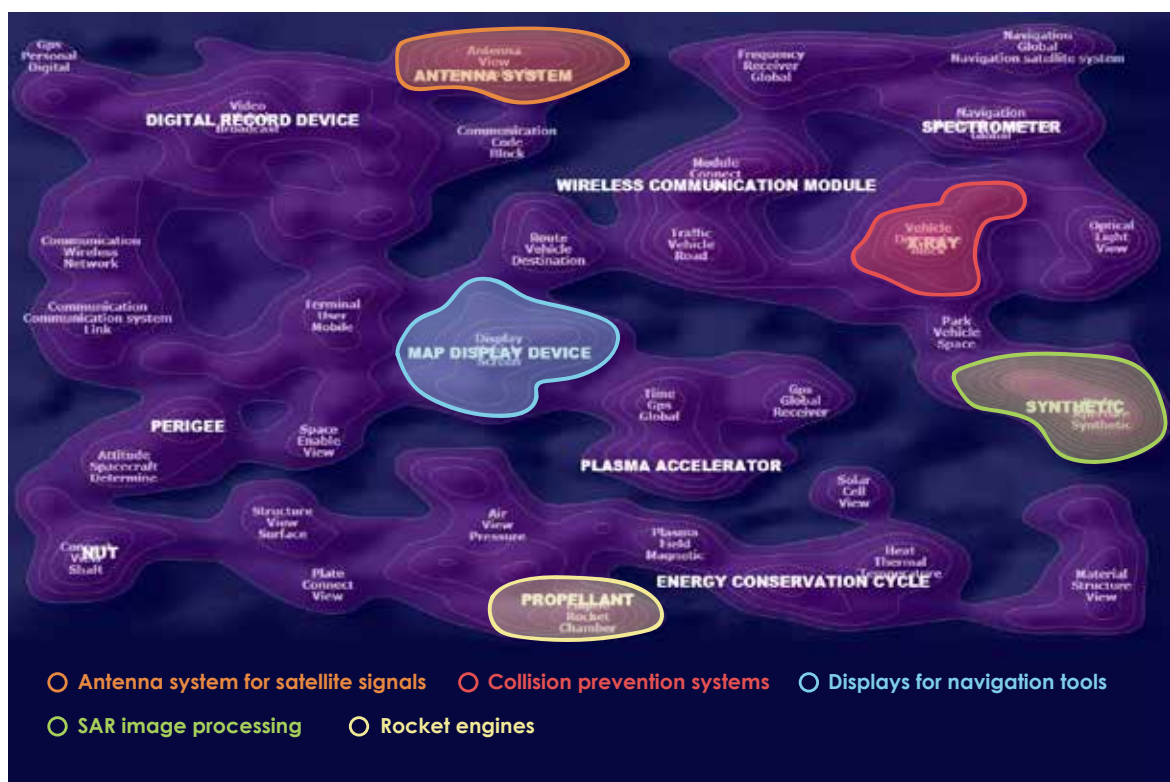 Gps
Personal
Digital
Antenna
View
ANTENNA SYSTEM
Frequency
Receiver
Global
Navigation
Global
Navigation satellite system
Video
DIGITAL RECORD DEVICE
Broadcast
Communication
Code
Block
Navigation
SPECTROMETER
Global
Module
Connect
WIRELESS COMMUNICATION MODULE
Communication
Wireless
Network
Route
Vehicle
Destination
Traffic
Vehicle
Road
Vehicle
X-RAY
Optical
Light
View
Communication
Communication system
Link
Terminal
User
Mobile
Display
MAP DISPLAY DEVICE
Screen
Park
Vehicle
Space
Time
Gps
Global
Gps
Global
Receiver
SYNTHETIC
Synthetic
PERIGEE
Attitude
Spacecraft
Determine
Space
Enable
View
PLASMA ACCELERATOR
Solar
Cell
View
Structure
View
Surface
Air
View
Pressure
Plasma
Field
Magnetic
NUT
Shaft
Plate
Connect
View
Heat
Thermal
Temperature
ENERGY CONSERVATION CYCLE
Material
Structure
View
PROPELLANT
Rocket
Chamber
Antenna system for satellite signals
Collision prevention systems
Displays for navigation tools
SAR image processing
Rocket engines